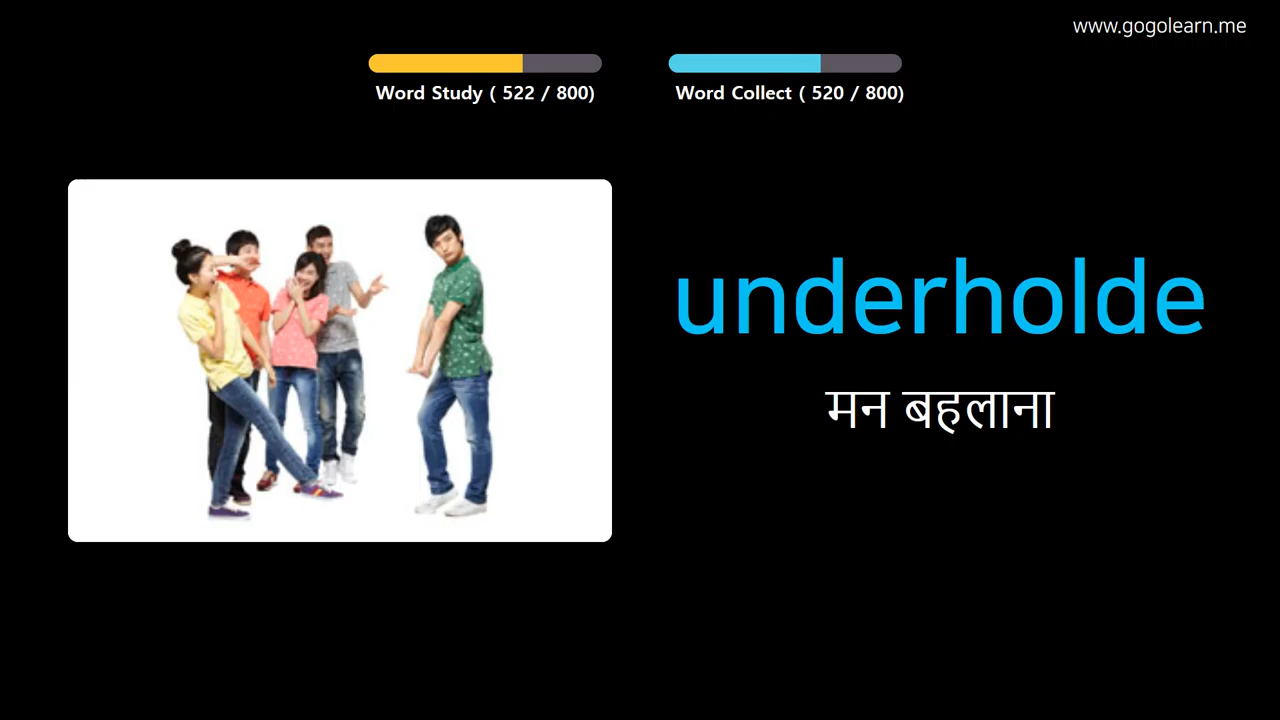 www.gogolearn.me
Word Study ( 522 / 800)
Word Collect ( 520 / 800)
underholde
मन बहलाना